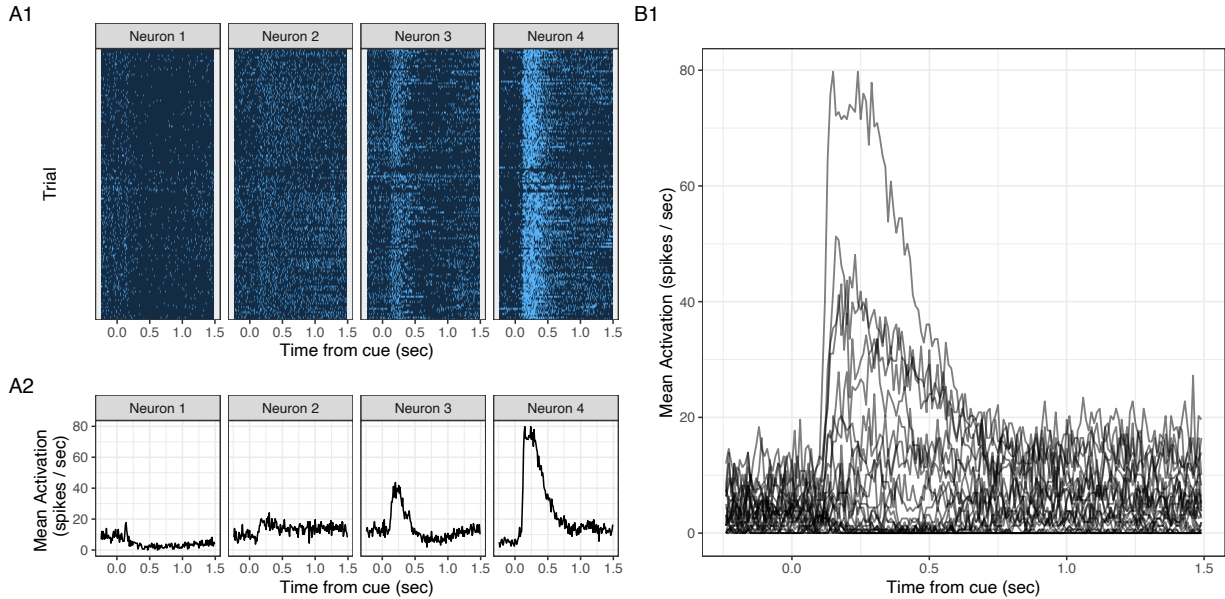 A1
Neuron 1 Neuron 2 Neuron 3 Neuron 4
Trial
0.0 0.5 1.0 1.5 0.0 0.5 1.0 1.5 0.0 0.5 1.0 1.5 0.0 0.5 1.0 1.5
Time from cue (sec)
A2
Neuron 1 Neuron 2 Neuron 3 Neuron 4
Mean Activation
(spikes / sec)
80
60
40
20
0
0.0 0.5 1.0 1.5 0.0 0.5 1.0 1.5 0.0 0.5 1.0 1.5 0.0 0.5 1.0 1.5
Time from cue (sec)
B1
Mean Activation (spikes / sec)
80
60
40
20
0
0.0 0.5 1.0 1.5
Time from cue (sec)